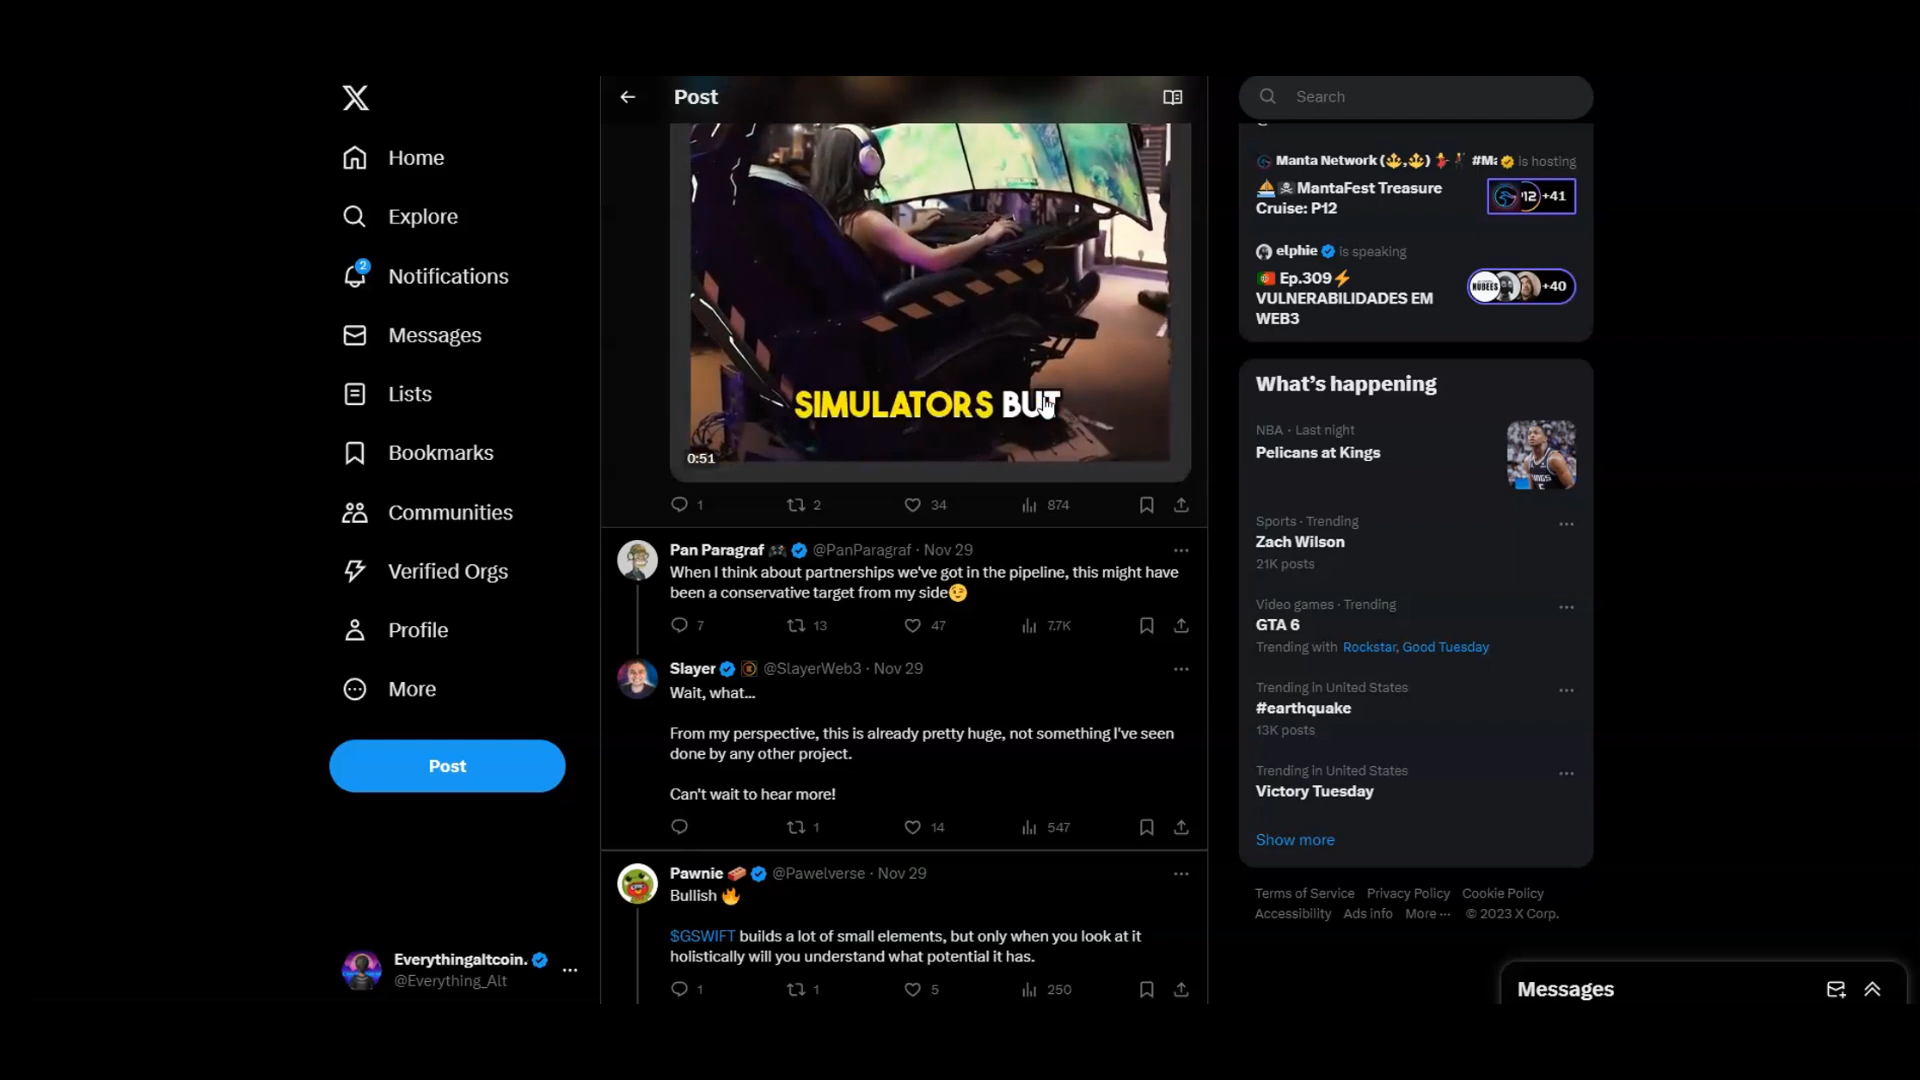 X
Home
Explore
2
Notifications
Messages
Lists
Bookmarks
Communities
Verified Orgs
Profile
More
Post
Everythingaltcoin.
@Everything_Alt
Post
SIMULATORS BUT
0:51
1 2 34 874
Pan Paragraf 🎮 @PanParagraf · Nov 29
When I think about partnerships we've got in the pipeline, this might have
been a conservative target from my side😉
7 13 47 7.7K
Slayer @SlayerWeb3 · Nov 29
Wait, what...
From my perspective, this is already pretty huge, not something I've seen
done by any other project.
Can't wait to hear more!
1 14 547
Pawnie 🧱 @Pawelverse · Nov 29
Bullish 🔥
$GSWIFT builds a lot of small elements, but only when you look at it
holistically will you understand what potential it has.
1 1 5 250
Search
Manta Network (🔱,🔱) #Ma is hosting
⛵🏴‍☠️ MantaFest Treasure
Cruise: P12
+41
elphie is speaking
🇵🇹 Ep.309⚡
VULNERABILIDADES EM
WEB3
+40
What's happening
NBA · Last night
Pelicans at Kings
Sports · Trending
Zach Wilson
21K posts
Video games · Trending
GTA 6
Trending with Rockstar, Good Tuesday
Trending in United States
#earthquake
13K posts
Trending in United States
Victory Tuesday
Show more
Terms of Service Privacy Policy Cookie Policy
Accessibility Ads info More ··· © 2023 X Corp.
Messages